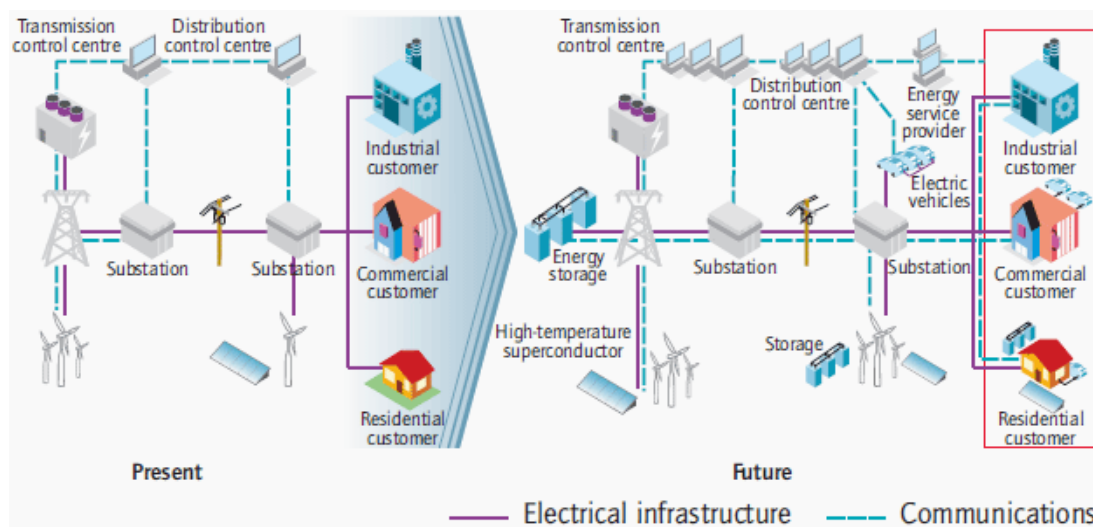 Transmission
control centre
Distribution
control centre
Industrial
customer
Substation
Substation
Commercial
customer
Residential
customer
Present
Transmission
control centre
Distribution
control centre
Energy
service
provider
Industrial
customer
Electric
vehicles
Energy
storage
Substation
Substation
Commercial
customer
High-temperature
superconductor
Storage
Residential
customer
Future
Electrical infrastructure
Communications